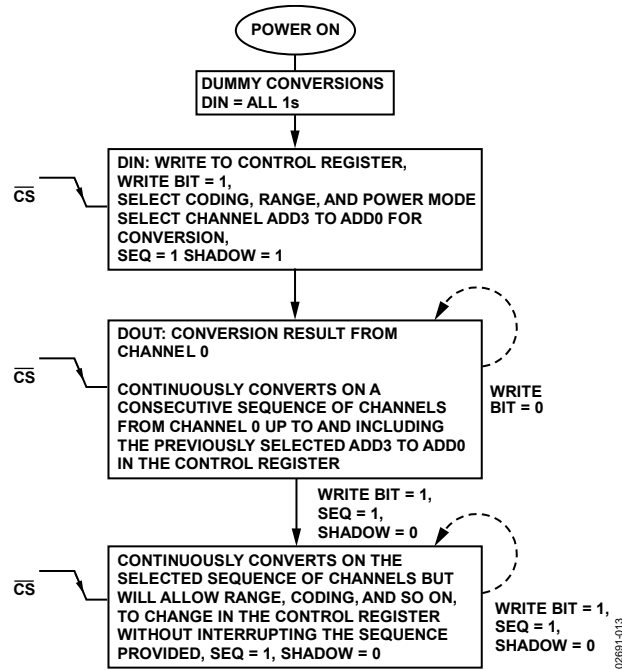 POWER ON
DUMMY CONVERSIONS
DIN = ALL 1s
CS
DIN: WRITE TO CONTROL REGISTER,
WRITE BIT = 1,
SELECT CODING, RANGE, AND POWER MODE
SELECT CHANNEL ADD3 TO ADD0 FOR
CONVERSION,
SEQ = 1 SHADOW = 1
CS
DOUT: CONVERSION RESULT FROM
CHANNEL 0
CONTINUOUSLY CONVERTS ON A
CONSECUTIVE SEQUENCE OF CHANNELS
FROM CHANNEL 0 UP TO AND INCLUDING
THE PREVIOUSLY SELECTED ADD3 TO ADD0
IN THE CONTROL REGISTER
WRITE
BIT = 0
WRITE BIT = 1,
SEQ = 1,
SHADOW = 0
CS
CONTINUOUSLY CONVERTS ON THE
SELECTED SEQUENCE OF CHANNELS BUT
WILL ALLOW RANGE, CODING, AND SO ON,
TO CHANGE IN THE CONTROL REGISTER
WITHOUT INTERRUPTING THE SEQUENCE
PROVIDED, SEQ = 1, SHADOW = 0
WRITE BIT = 1,
SEQ = 1,
SHADOW = 0
02691-013